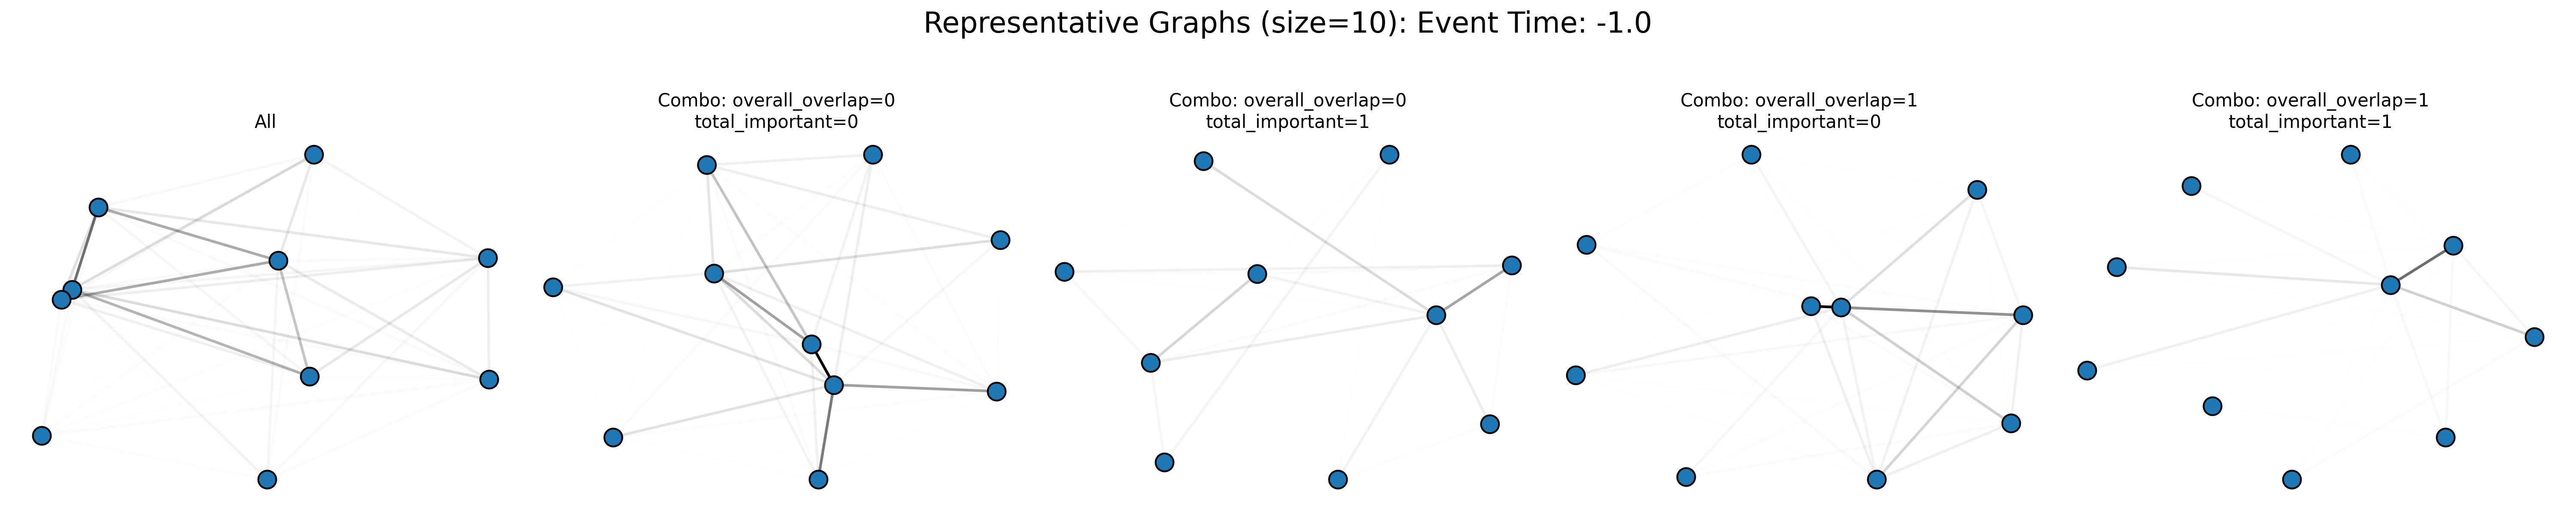 Representative Graphs (size=10): Event Time: -1.0
All
Combo: overall_overlap=0
total_important=0
Combo: overall_overlap=0
total_important=1
Combo: overall_overlap=1
total_important=0
Combo: overall_overlap=1
total_important=1